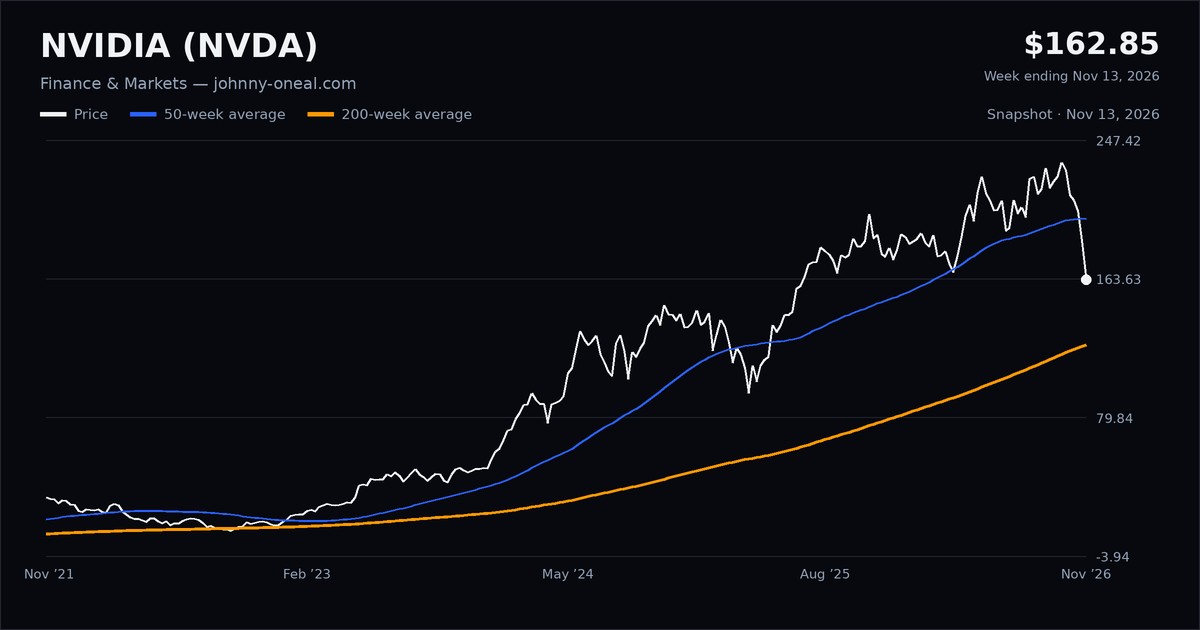 NVIDIA (NVDA)
$162.85
Finance & Markets — johnny-oneal.com
Week ending Nov 13, 2026
Price
50-week average
200-week average
Snapshot · Nov 13, 2026
247.42
163.63
79.84
-3.94
Nov ’21
Feb ’23
May ’24
Aug ’25
Nov ’26